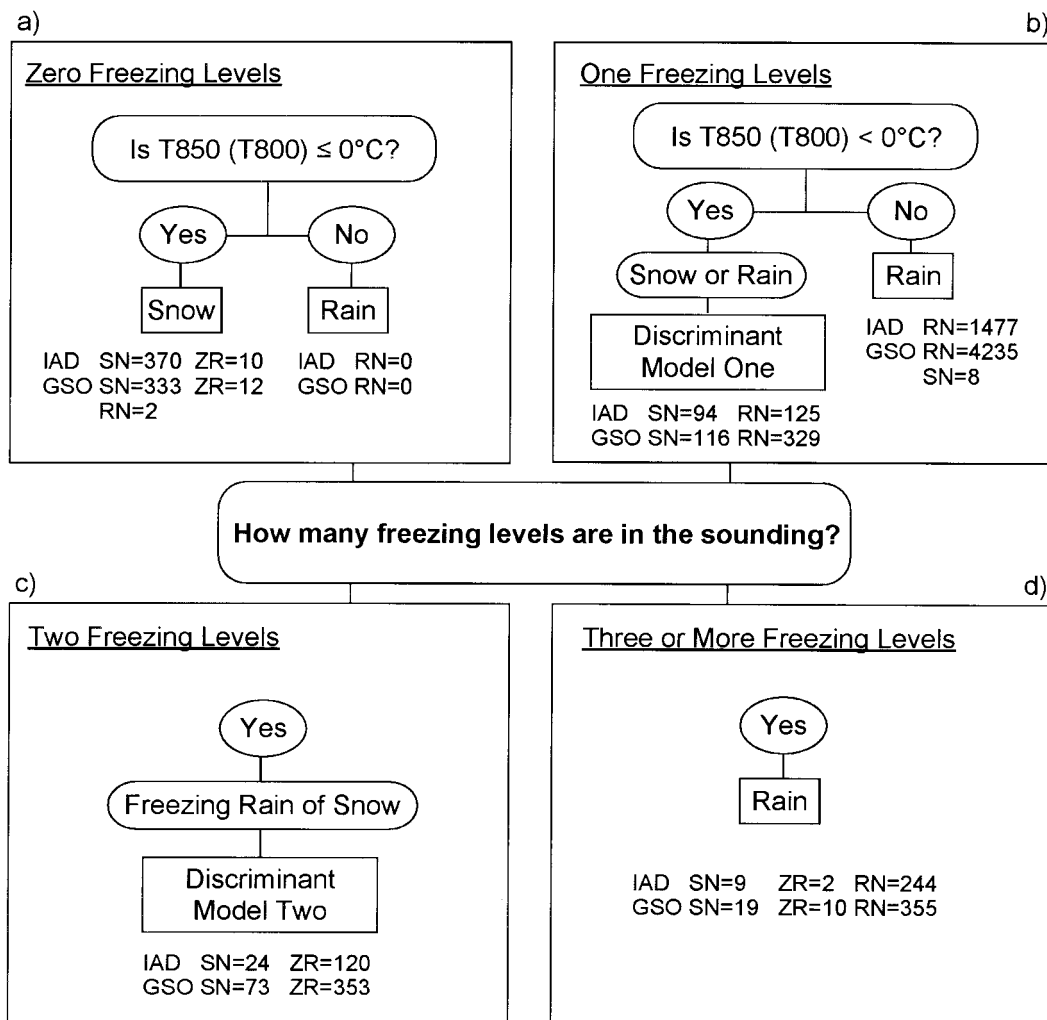 a)
Zero Freezing Levels
Is T850 (T800) ≤ 0°C?
Yes
No
Snow
Rain
IAD SN=370 ZR=10
GSO SN=333 ZR=12
RN=2
IAD RN=0
GSO RN=0
b)
One Freezing Levels
Is T850 (T800) < 0°C?
Yes
No
Snow or Rain
Rain
Discriminant
Model One
IAD RN=1477
GSO RN=4235
SN=8
IAD SN=94 RN=125
GSO SN=116 RN=329
How many freezing levels are in the sounding?
c)
Two Freezing Levels
Yes
Freezing Rain of Snow
Discriminant
Model Two
IAD SN=24 ZR=120
GSO SN=73 ZR=353
d)
Three or More Freezing Levels
Yes
Rain
IAD SN=9 ZR=2 RN=244
GSO SN=19 ZR=10 RN=355